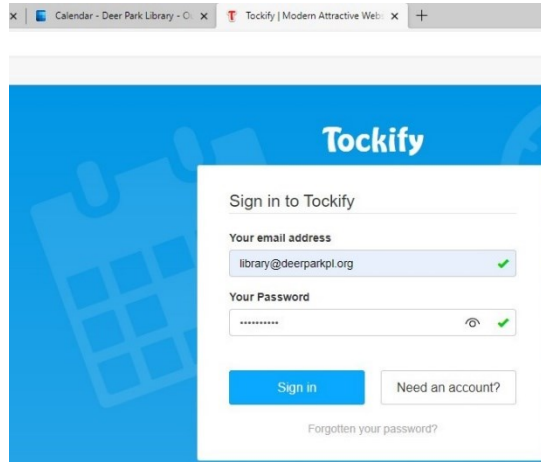 Calendar - Deer Park Library - O
Tockify | Modern Attractive Web
Tockify
Sign in to Tockify
Your email address
library@deerparkpl.org
Your Password
••••••••••
Sign in
Need an account?
Forgotten your password?